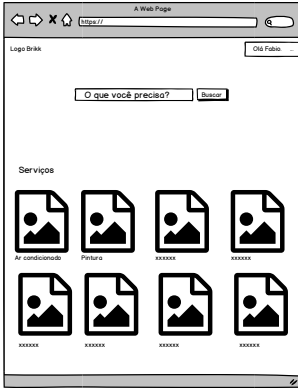 A Web Page
https://
Logo Brikk
Olá Fabio. ...
O que você precisa?
Buscar
Serviços
Ar condicionado
Pintura
xxxxxx
xxxxxx
xxxxxx
xxxxxx
xxxxxx
xxxxxx